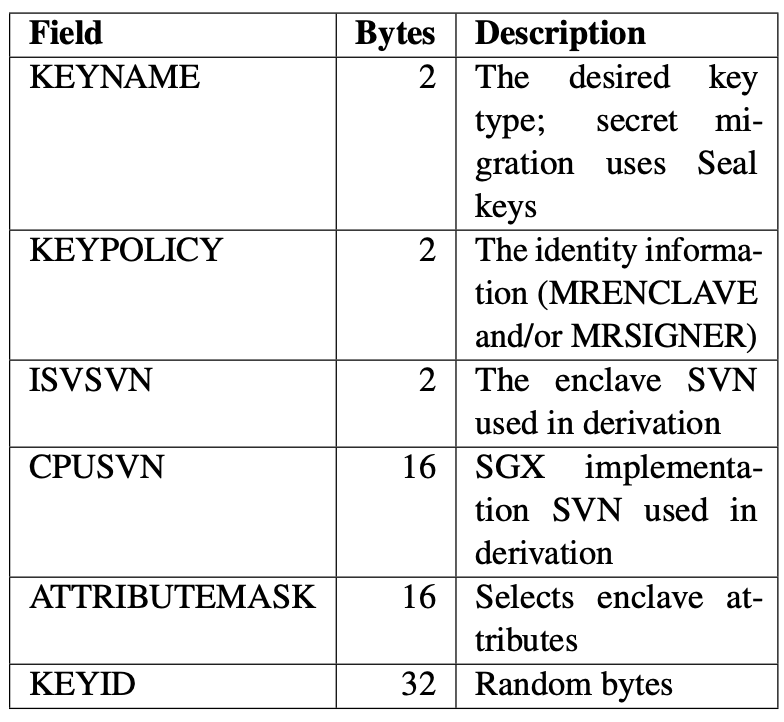 Field Bytes Description
KEYNAME 2 The desired key
type; secret mi-
gration uses Seal
keys
KEYPOLICY 2 The identity informa-
tion (MRENCLAVE
and/or MRSIGNER)
ISVSVN 2 The enclave SVN
used in derivation
CPUSVN 16 SGX implementa-
tion SVN used in
derivation
ATTRIBUTEMASK 16 Selects enclave at-
tributes
KEYID 32 Random bytes